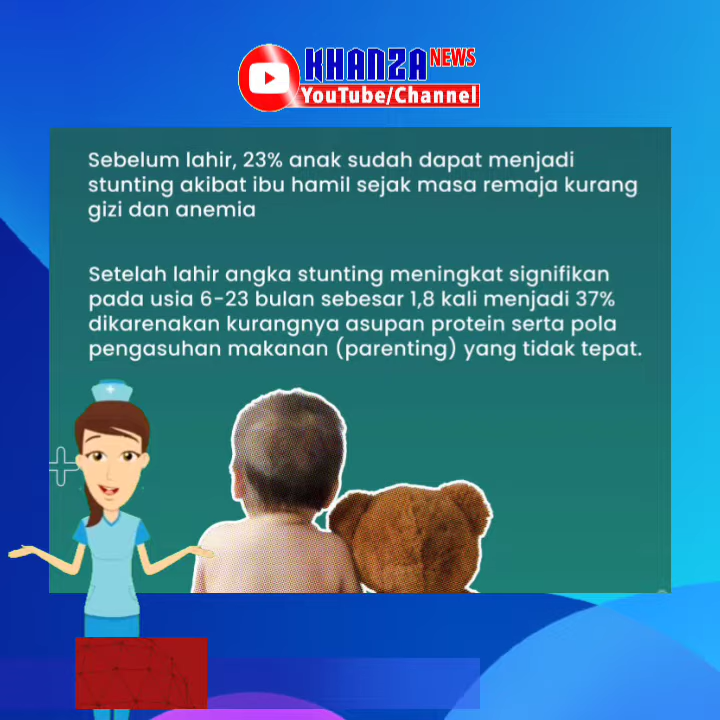 KHANZA NEWS
YouTube/Channel
Sebelum lahir, 23% anak sudah dapat menjadi
stunting akibat ibu hamil sejak masa remaja kurang
gizi dan anemia
Setelah lahir angka stunting meningkat signifikan
pada usia 6-23 bulan sebesar 1,8 kali menjadi 37%
dikarenakan kurangnya asupan protein serta pola
pengasuhan makanan (parenting) yang tidak tepat.